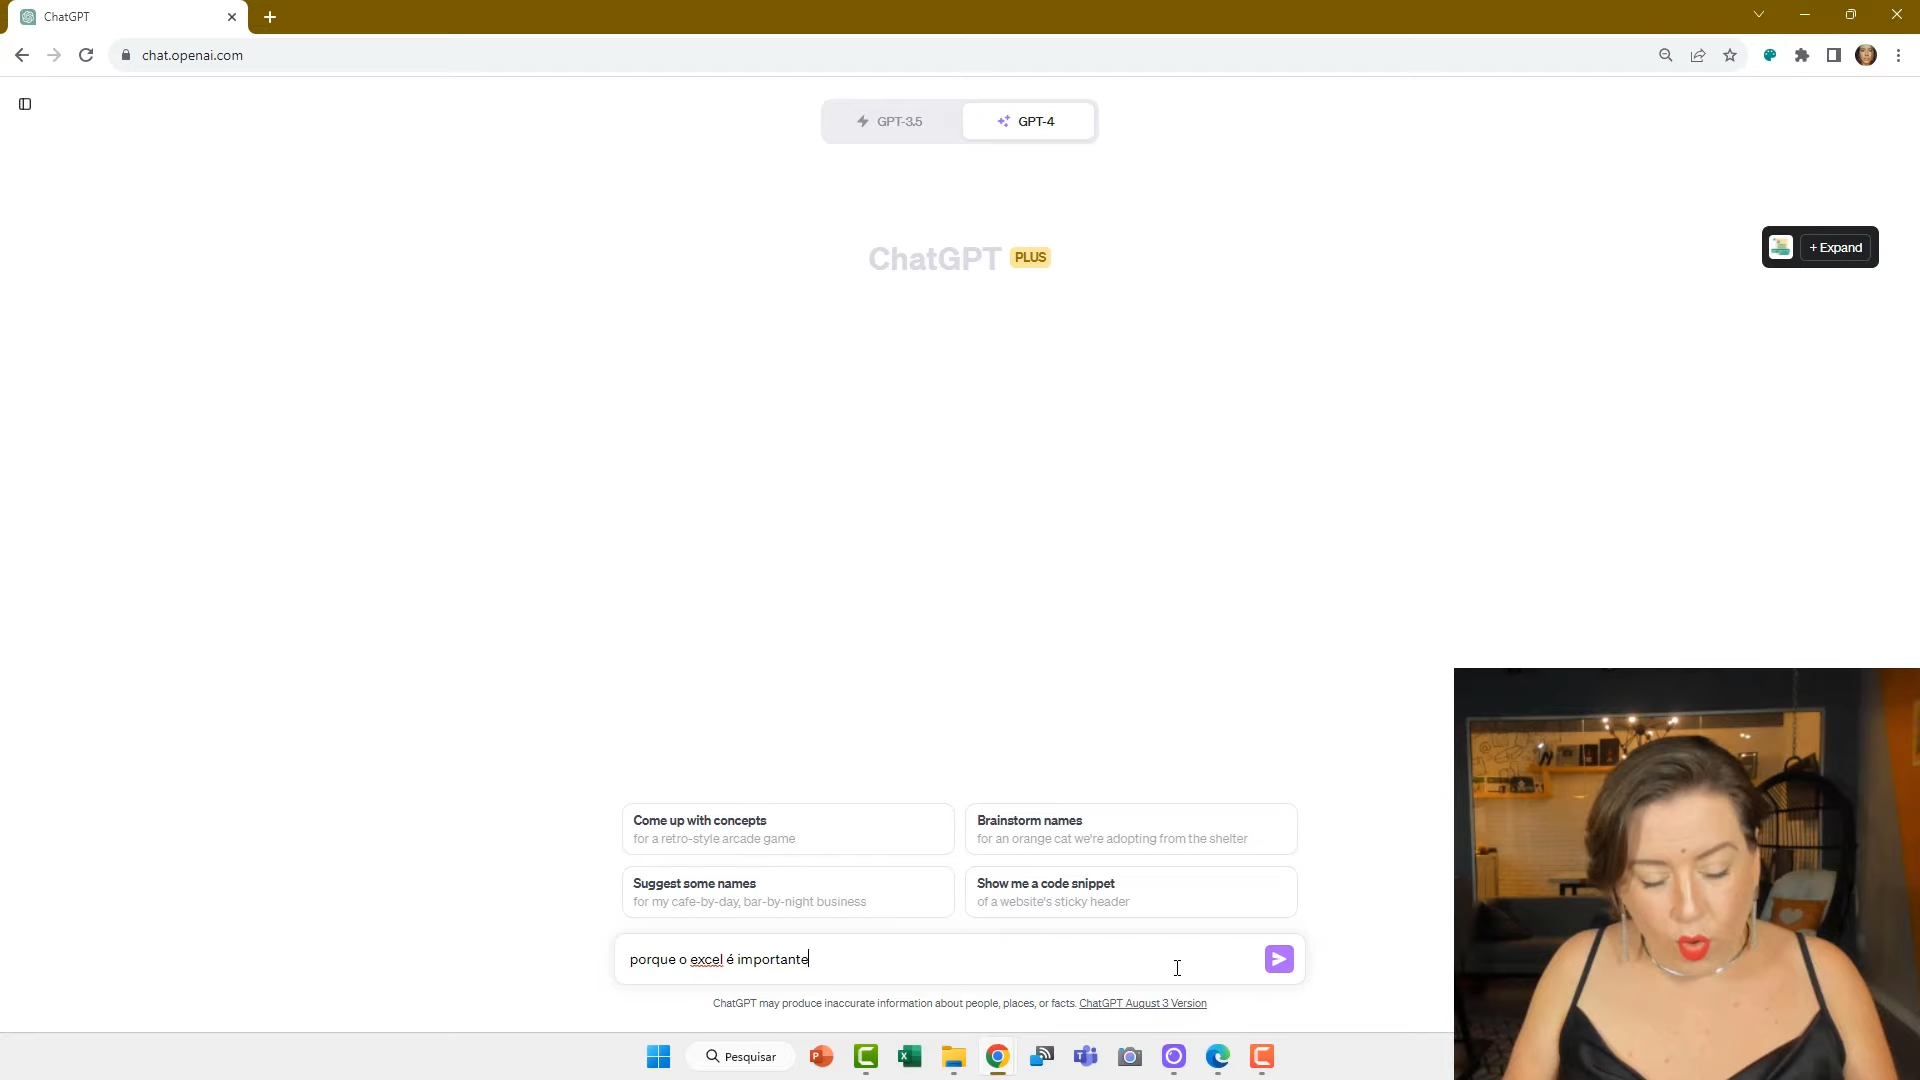 ChatGPT
chat.openai.com
GPT-3.5
GPT-4
ChatGPT PLUS
+ Expand
Come up with concepts
for a retro-style arcade game
Brainstorm names
for an orange cat we're adopting from the shelter
Suggest some names
for my cafe-by-day, bar-by-night business
Show me a code snippet
of a website's sticky header
porque o excel é importante
ChatGPT may produce inaccurate information about people, places, or facts. ChatGPT August 3 Version
Pesquisar